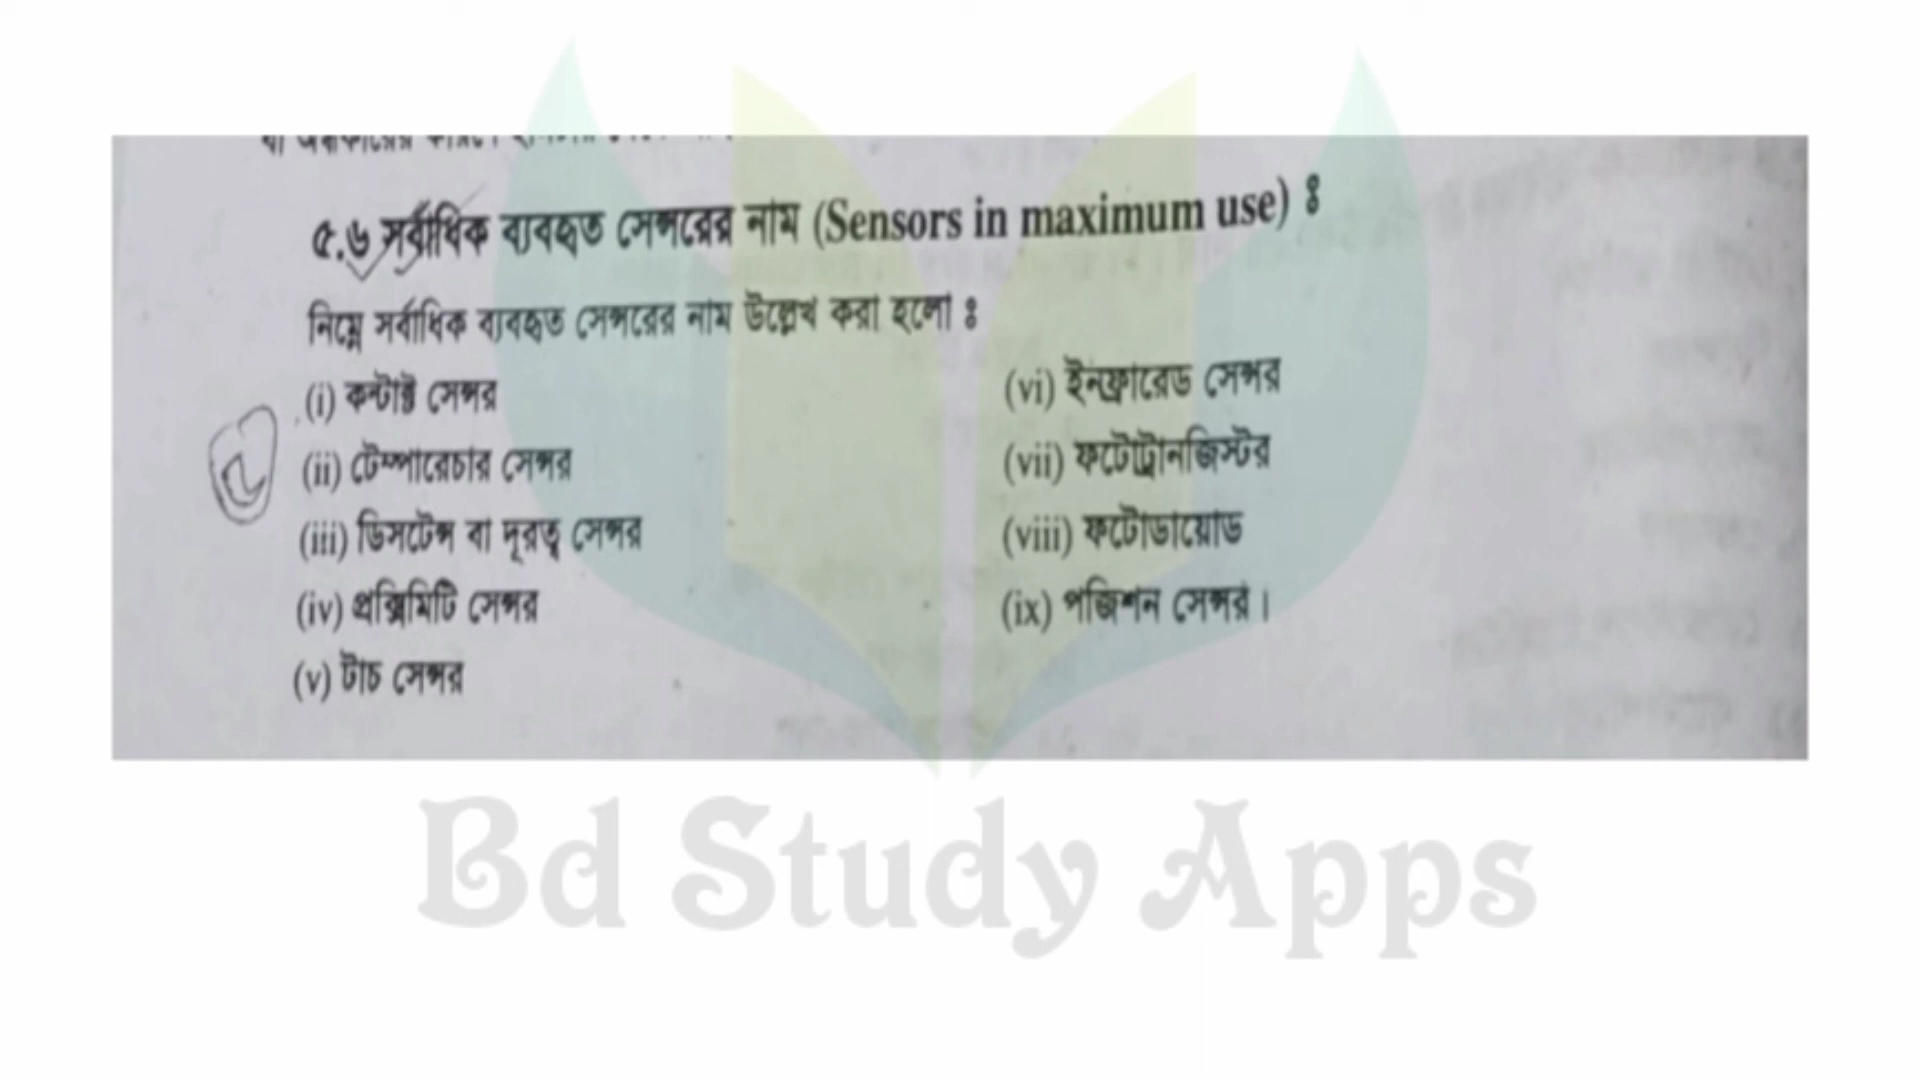 ৫.৬ সর্বাধিক ব্যবহৃত সেন্সরের নাম (Sensors in maximum use) ঃ
নিম্নে সর্বাধিক ব্যবহৃত সেন্সরের নাম উল্লেখ করা হলো ঃ
(i) কন্টাক্ট সেন্সর
(ii) টেম্পারেচার সেন্সর
(iii) ডিসটেন্স বা দূরত্ব সেন্সর
(iv) প্রক্সিমিটি সেন্সর
(v) টাচ সেন্সর
(vi) ইনফ্রারেড সেন্সর
(vii) ফটোট্রানজিস্টর
(viii) ফটোডায়োড
(ix) পজিশন সেন্সর।
Bd Study Apps